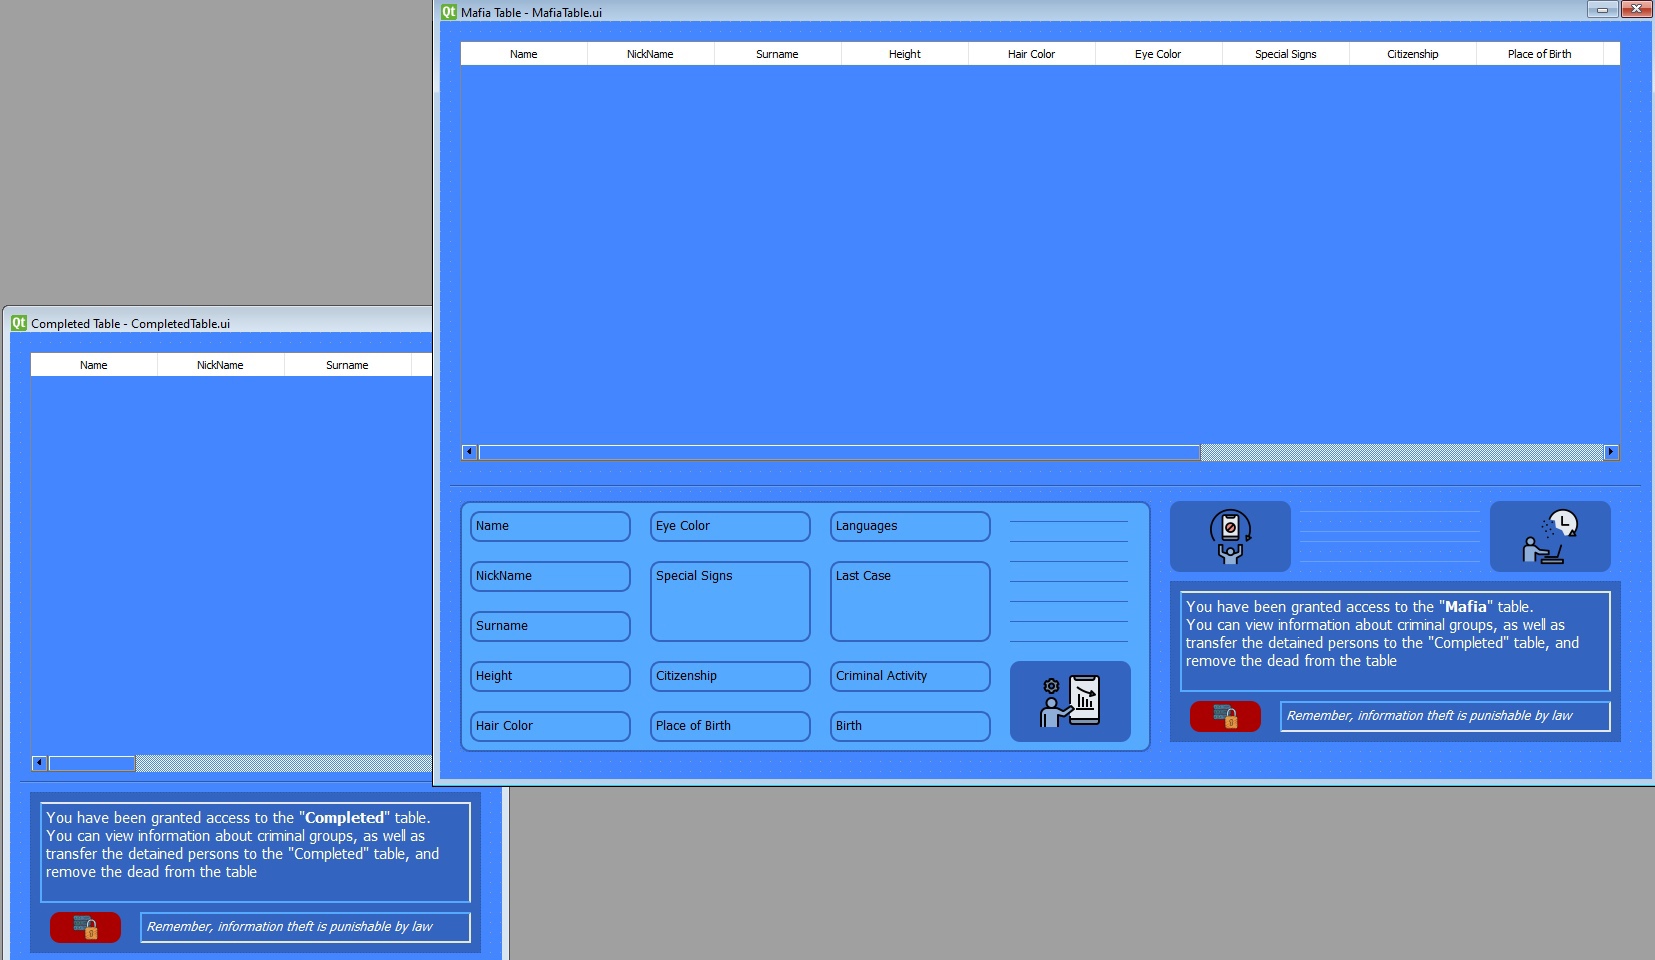 Qt Mafia Table - MafiaTable.ui
Name NickName Surname Height Hair Color Eye Color Special Signs Citizenship Place of Birth
Name Eye Color Languages
NickName Special Signs Last Case
Surname
Height Citizenship Criminal Activity
Hair Color Place of Birth Birth
You have been granted access to the "Mafia" table.
You can view information about criminal groups, as well as
transfer the detained persons to the "Completed" table, and
remove the dead from the table
Remember, information theft is punishable by law
Qt Completed Table - CompletedTable.ui
Name NickName Surname
You have been granted access to the "Completed" table.
You can view information about criminal groups, as well as
transfer the detained persons to the "Completed" table, and
remove the dead from the table
Remember, information theft is punishable by law